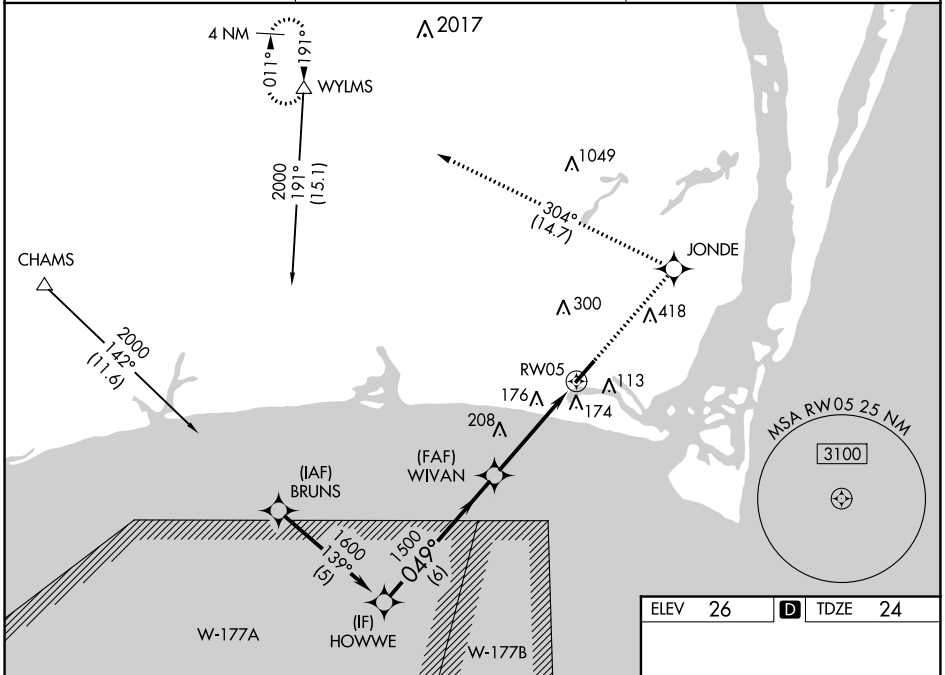 4 NM
011°
191°
WYLMS
2017
2000
191°
(15.1)
1049
304°
(14.7)
JONDE
CHAMS
2000
142°
(11.6)
300
418
RW05
176
174
113
208
(FAF)
WIVAN
MSA RW05 25 NM
3100
(IAF)
BRUNS
1600
139°
(5)
1500
049°
(6)
(IF)
HOWWE
W-177A
W-177B
ELEV 26 D TDZE 24